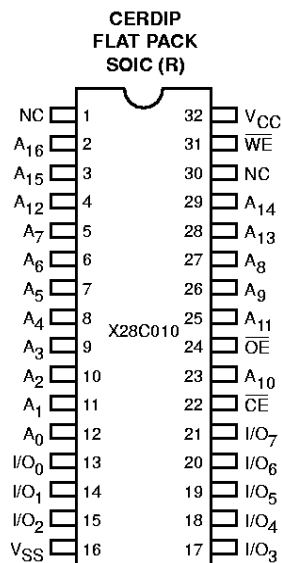 CERDIP
FLAT PACK
SOIC (R)
NC 1 32 VCC
A16 2 31 W̅E̅
A15 3 30 NC
A12 4 29 A14
A7 5 28 A13
A6 6 27 A8
A5 7 26 A9
A4 8 25 A11
X28C010
A3 9 24 O̅E̅
A2 10 23 A10
A1 11 22 C̅E̅
A0 12 21 I/O7
I/O0 13 20 I/O6
I/O1 14 19 I/O5
I/O2 15 18 I/O4
VSS 16 17 I/O3